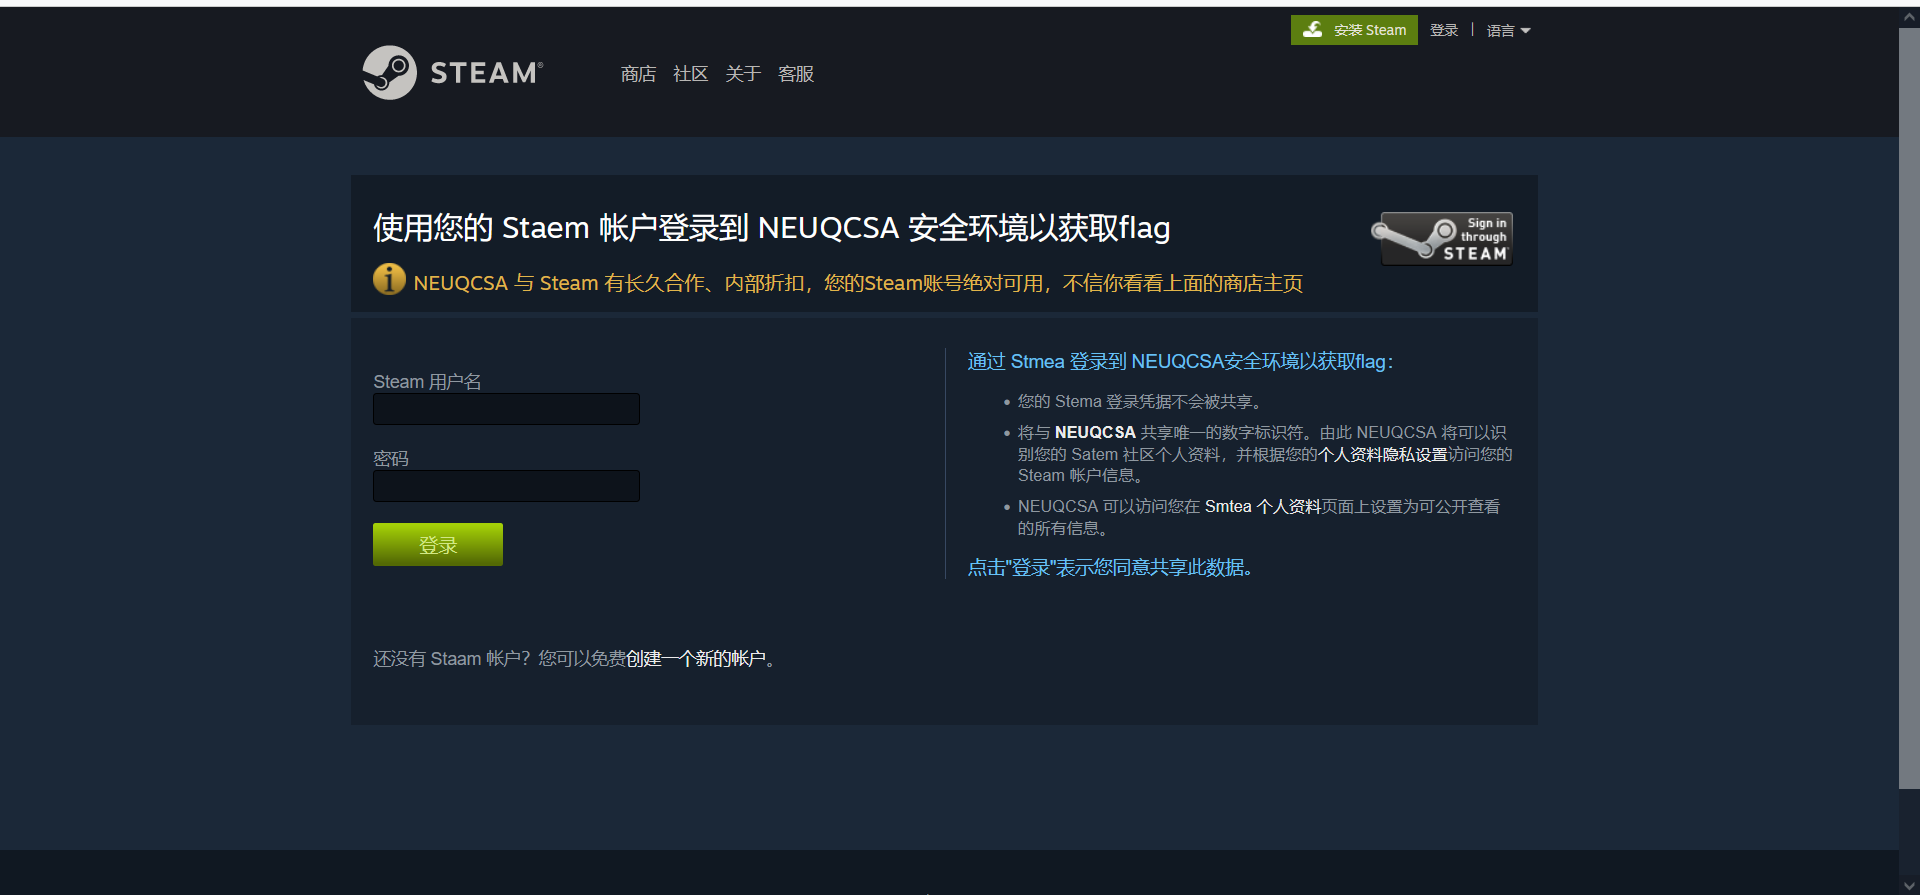 安装 Steam 登录 | 语言
STEAM®
商店 社区 关于 客服
使用您的 Staem 帐户登录到 NEUQCSA 安全环境以获取flag
Sign in
through
STEAM
NEUQCSA 与 Steam 有长久合作、内部折扣，您的Steam账号绝对可用，不信你看看上面的商店主页
Steam 用户名
密码
登录
还没有 Staam 帐户？您可以免费创建一个新的帐户。
通过 Stmea 登录到 NEUQCSA安全环境以获取flag：
• 您的 Stema 登录凭据不会被共享。
• 将与 NEUQCSA 共享唯一的数字标识符。由此 NEUQCSA 将可以识
别您的 Satem 社区个人资料，并根据您的个人资料隐私设置访问您的
Steam 帐户信息。
• NEUQCSA 可以访问您在 Smtea 个人资料页面上设置为可公开查看
的所有信息。
点击"登录"表示您同意共享此数据。